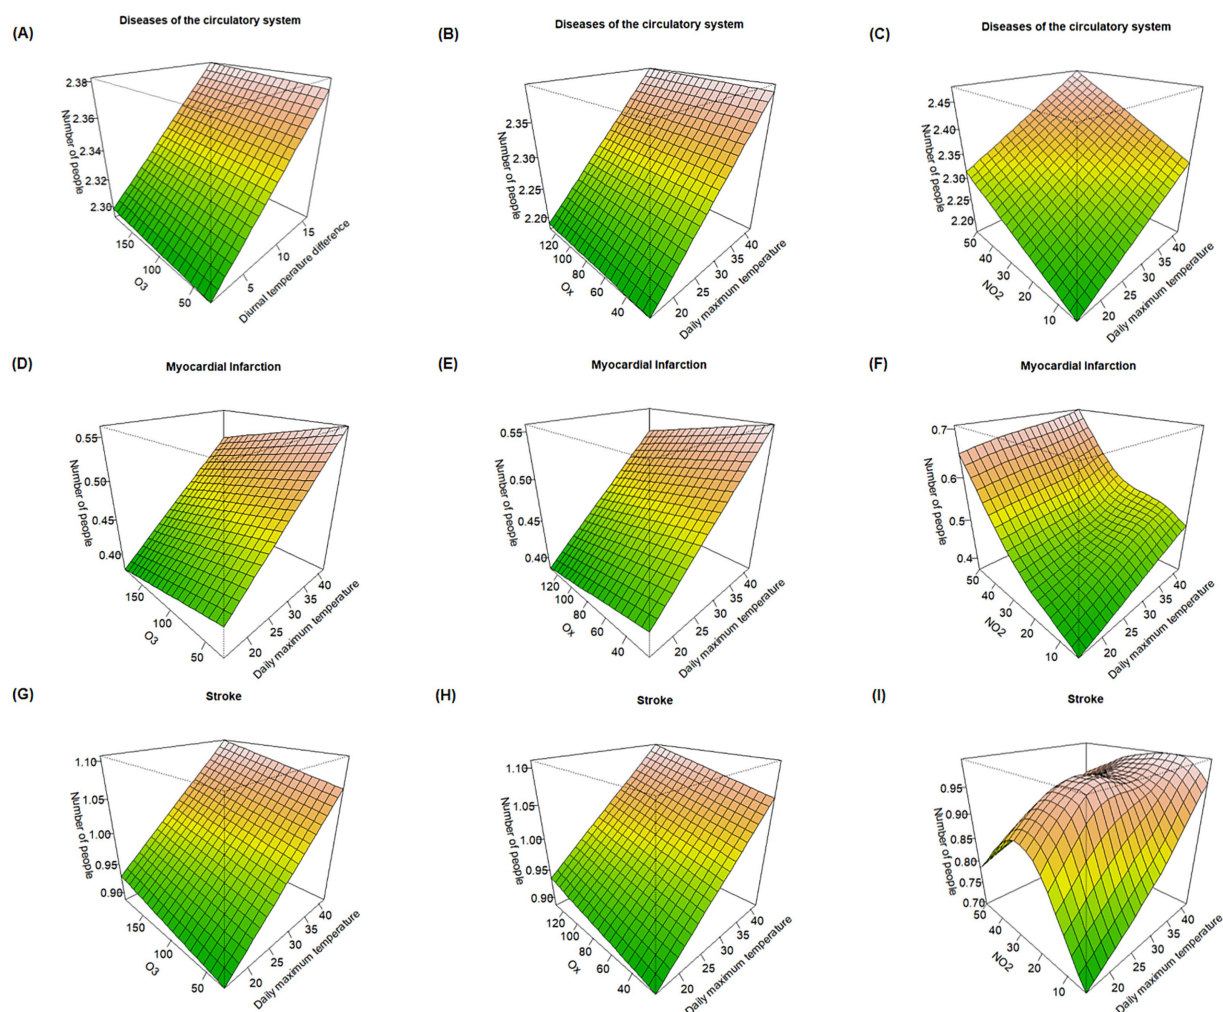 (A)
Diseases of the circulatory system
2.38
2.36
2.34
2.32
2.30
Number of people
150
100
50
O3
5
10
15
Diurnal temperature difference
(B)
Diseases of the circulatory system
2.35
2.30
2.25
2.20
Number of people
120
100
80
60
40
Ox
20
25
30
35
40
Daily maximum temperature
(C)
Diseases of the circulatory system
2.45
2.40
2.35
2.30
2.25
2.20
Number of people
50
40
30
20
10
NO2
20
25
30
35
40
Daily maximum temperature
(D)
Myocardial Infarction
0.55
0.50
0.45
0.40
Number of people
150
100
50
O3
20
25
30
35
40
Daily maximum temperature
(E)
Myocardial Infarction
0.55
0.50
0.45
0.40
Number of people
120
100
80
60
40
Ox
20
25
30
35
40
Daily maximum temperature
(F)
Myocardial Infarction
0.7
0.6
0.5
0.4
Number of people
50
40
30
20
10
NO2
20
25
30
35
40
Daily maximum temperature
(G)
Stroke
1.10
1.05
1.00
0.95
0.90
Number of people
150
100
50
O3
20
25
30
35
40
Daily maximum temperature
(H)
Stroke
1.10
1.05
1.00
0.95
0.90
Number of people
120
100
80
60
40
Ox
20
25
30
35
40
Daily maximum temperature
(I)
Stroke
0.95
0.90
0.85
0.80
0.75
0.70
Number of people
50
40
30
20
10
NO2
20
25
30
35
40
Daily maximum temperature